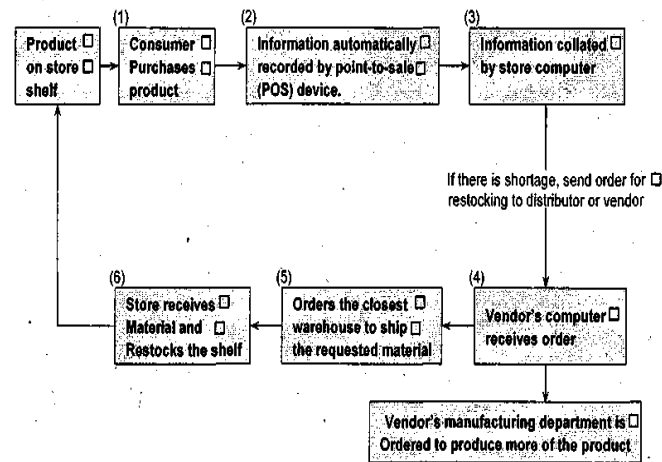 (1)
(2)
(3)
Product
on store
shelf
Consumer
Purchases
product
Information automatically
recorded by point-to-sale
(POS) device.
Information collated
by store computer
If there is shortage, send order for
restocking to distributor or vendor
(6)
(5)
(4)
Store receives
Material and
Restocks the shelf
Orders the closest
warehouse to ship
the requested material
Vendor's computer
receives order
Vendor's manufacturing department is
Ordered to produce more of the product